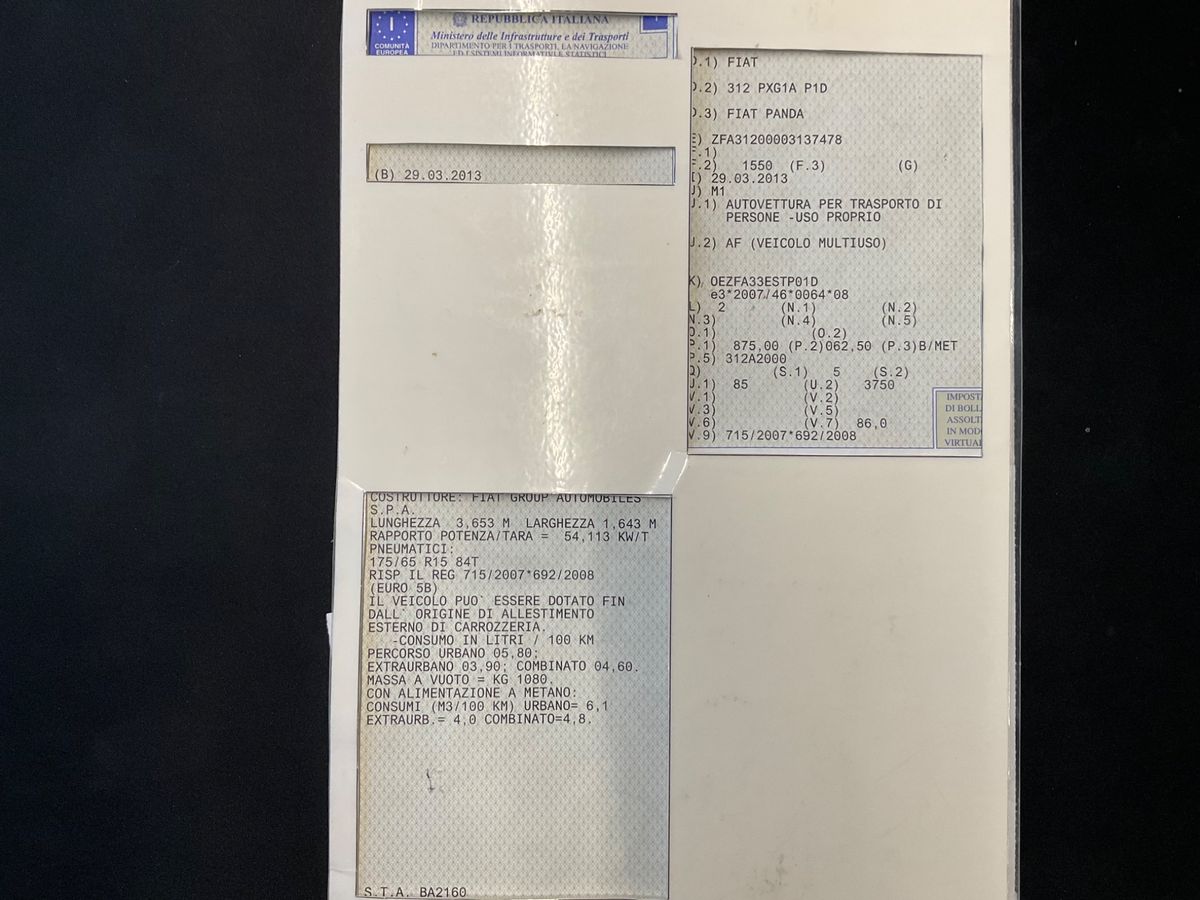 I
COMUNITÀ
EUROPEA
REPUBBLICA ITALIANA
Ministero delle Infrastrutture e dei Trasporti
DIPARTIMENTO PER I TRASPORTI, LA NAVIGAZIONE
ED I SISTEMI INFORMATIVI E STATISTICI
(B) 29.03.2013
.1) FIAT
.2) 312 PXG1A P1D
.3) FIAT PANDA
E) ZFA31200003137478
.1)
.2) 1550 (F.3) (G)
I) 29.03.2013
J) M1
J.1) AUTOVETTURA PER TRASPORTO DI
PERSONE -USO PROPRIO
J.2) AF (VEICOLO MULTIUSO)
K) OEZFA33ESTP01D
e3*2007/46*0064*08
L) 2 (N.1) (N.2)
N.3) (N.4) (N.5)
O.1) (O.2)
P.1) 875,00 (P.2)062,50 (P.3)B/MET
P.5) 312A2000
Q) (S.1) 5 (S.2)
U.1) 85 (U.2) 3750
V.1) (V.2)
V.3) (V.5)
V.6) (V.7) 86,0
V.9) 715/2007*692/2008
IMPOST
DI BOLL
ASSOLT
IN MOD
VIRTUAL
COSTRUTTORE: FIAT GROUP AUTOMOBILES
S.P.A.
LUNGHEZZA 3,653 M LARGHEZZA 1,643 M
RAPPORTO POTENZA/TARA = 54,113 KW/T
PNEUMATICI:
175/65 R15 84T
RISP IL REG 715/2007*692/2008
(EURO 5B)
IL VEICOLO PUO` ESSERE DOTATO FIN
DALL` ORIGINE DI ALLESTIMENTO
ESTERNO DI CARROZZERIA.
-CONSUMO IN LITRI / 100 KM
PERCORSO URBANO 05,80;
EXTRAURBANO 03,90; COMBINATO 04,60.
MASSA A VUOTO = KG 1080.
CON ALIMENTAZIONE A METANO:
CONSUMI (M3/100 KM) URBANO= 6,1
EXTRAURB.= 4,0 COMBINATO=4,8.
S.T.A. BA2160